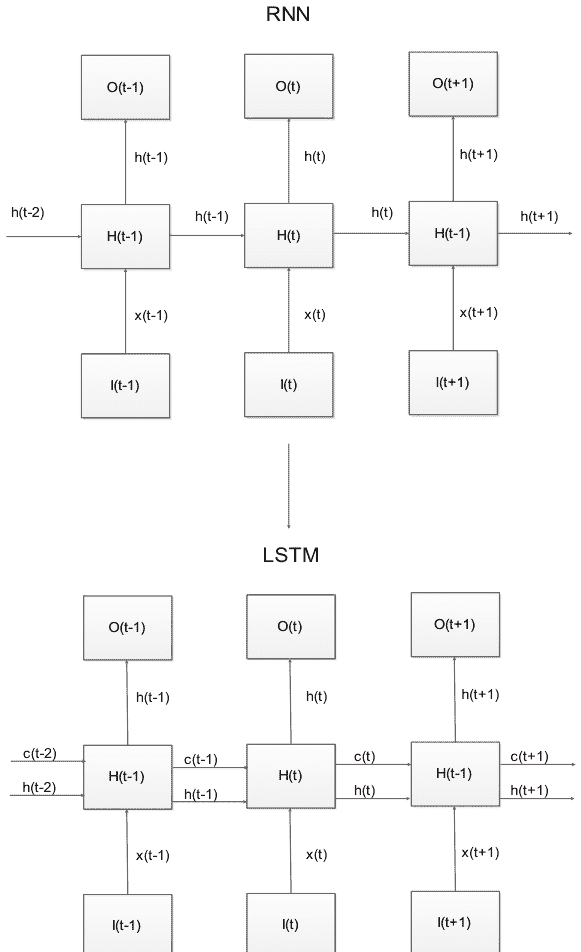 RNN
O(t-1) O(t) O(t+1)
h(t-1) h(t) h(t+1)
h(t-2) h(t-1) h(t) h(t+1)
H(t-1) H(t) H(t-1)
x(t-1) x(t) x(t+1)
I(t-1) I(t) I(t+1)
LSTM
O(t-1) O(t) O(t+1)
h(t-1) h(t) h(t+1)
c(t-2) c(t-1) c(t) c(t+1)
H(t-1) H(t) H(t-1)
h(t-2) h(t-1) h(t) h(t+1)
x(t-1) x(t) x(t+1)
I(t-1) I(t) I(t+1)